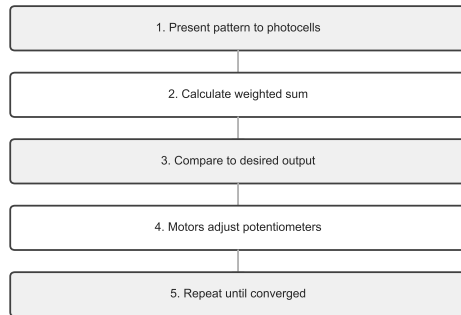 1. Present pattern to photocells
2. Calculate weighted sum
3. Compare to desired output
4. Motors adjust potentiometers
5. Repeat until converged